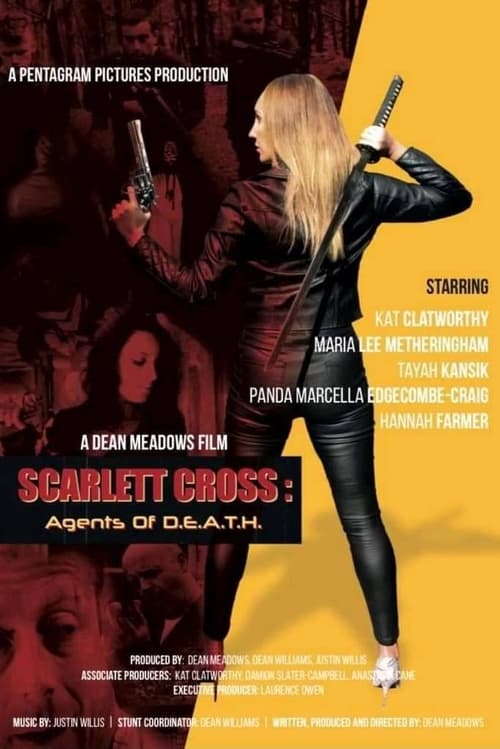 A PENTAGRAM PICTURES PRODUCTION
STARRING
KAT CLATWORTHY
MARIA LEE METHERINGHAM
TAYAH KANSIK
PANDA MARCELLA EDGECOMBE-CRAIG
HANNAH FARMER
A DEAN MEADOWS FILM
SCARLETT CROSS :
Agents Of D.E.A.T.H.
PRODUCED BY: DEAN MEADOWS, DEAN WILLIAMS, JUSTIN WILLIS
ASSOCIATE PRODUCERS: KAT CLATWORTHY, DAMION SLATER-CAMPBELL,
EXECUTIVE PRODUCER: LAURENCE OWEN
MUSIC BY: JUSTIN WILLIS | STUNT COORDINATOR: DEAN WILLIAMS | WRITTEN, PRODUCED AND DIRECTED BY: DEAN MEADOWS